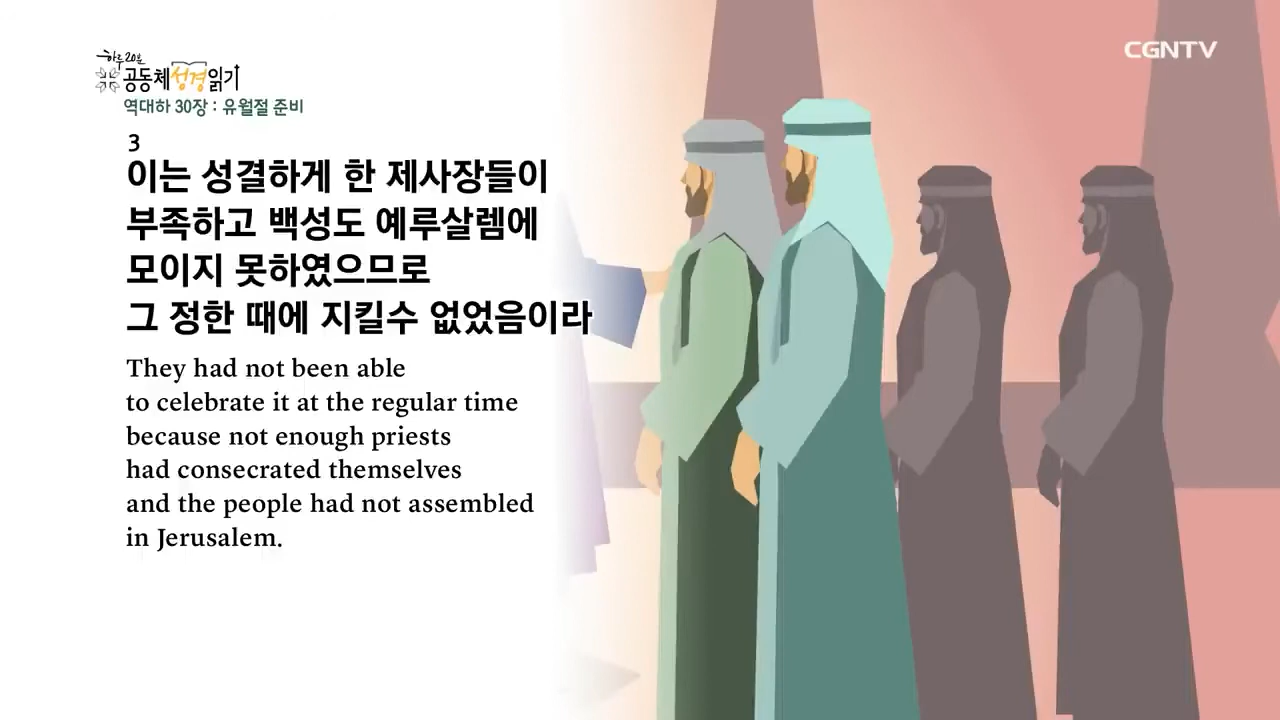 하루 20분
공동체성경읽기
CGNTV
역대하 30장 : 유월절 준비
3
이는 성결하게 한 제사장들이
부족하고 백성도 예루살렘에
모이지 못하였으므로
그 정한 때에 지킬수 없었음이라
They had not been able
to celebrate it at the regular time
because not enough priests
had consecrated themselves
and the people had not assembled
in Jerusalem.